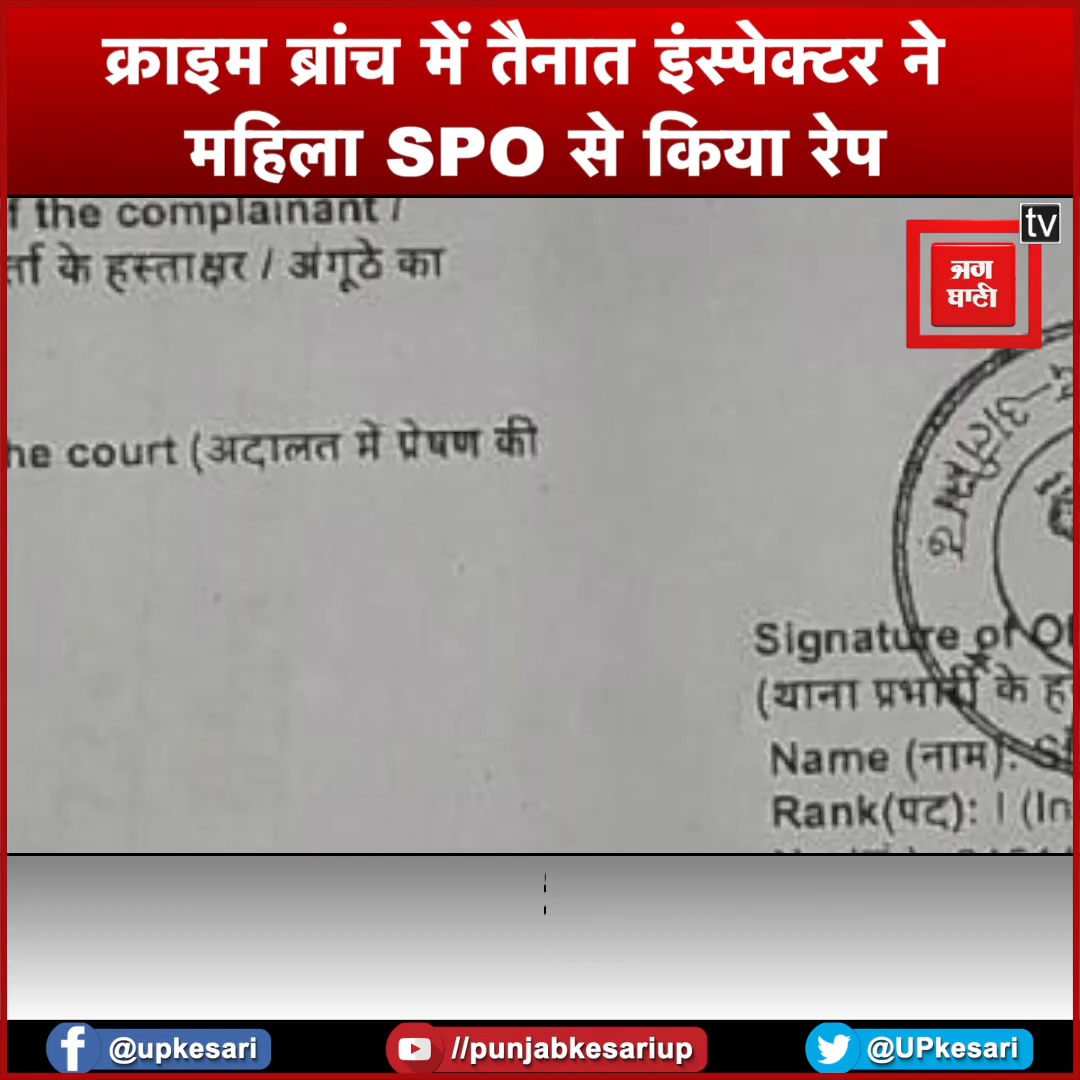 क्राइम ब्रांच में तैनात इंस्पेक्टर ने
महिला SPO से किया रेप
tv
जग
बाणी
f the complainant /
र्ता के हस्ताक्षर / अंगूठे का
he court (अदालत में प्रेषण की
Signature of
(थाना प्रभारी के
Name (नाम):
Rank(पद): I (In
@upkesari
//punjabkesariup
@UPkesari